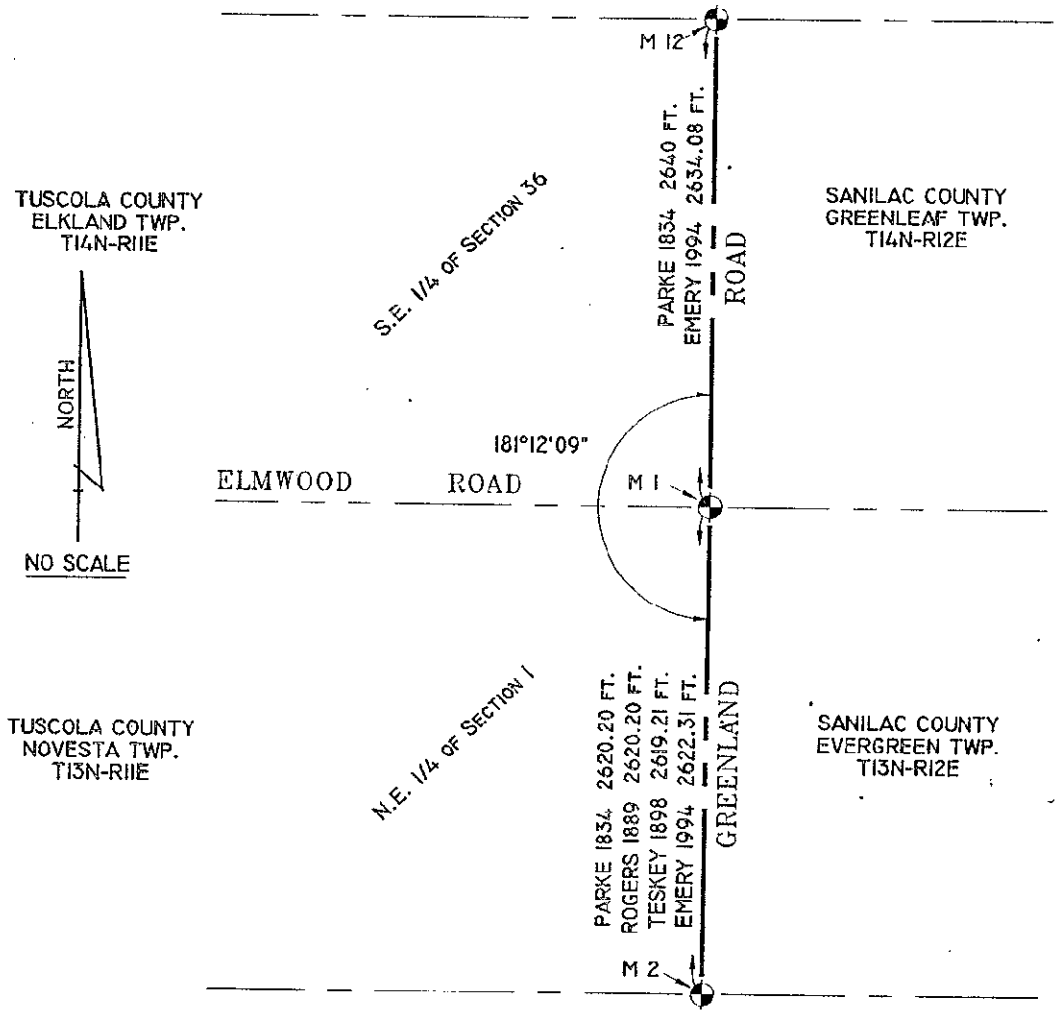 M 12
PARKE 1834 2640 FT.
EMERY 1994 2634.08 FT.
TUSCOLA COUNTY
ELKLAND TWP.
T14N-R11E
SANILAC COUNTY
GREENLEAF TWP.
T14N-R12E
S.E. 1/4 OF SECTION 36
ROAD
NORTH
181°12'09"
ELMWOOD ROAD
M 1
NO SCALE
N.E. 1/4 OF SECTION 1
TUSCOLA COUNTY
NOVESTA TWP.
T13N-R11E
PARKE 1834 2620.20 FT.
ROGERS 1889 2620.20 FT.
TESKEY 1898 2619.21 FT.
EMERY 1994 2622.31 FT.
GREENLAND
SANILAC COUNTY
EVERGREEN TWP.
T13N-R12E
M 2